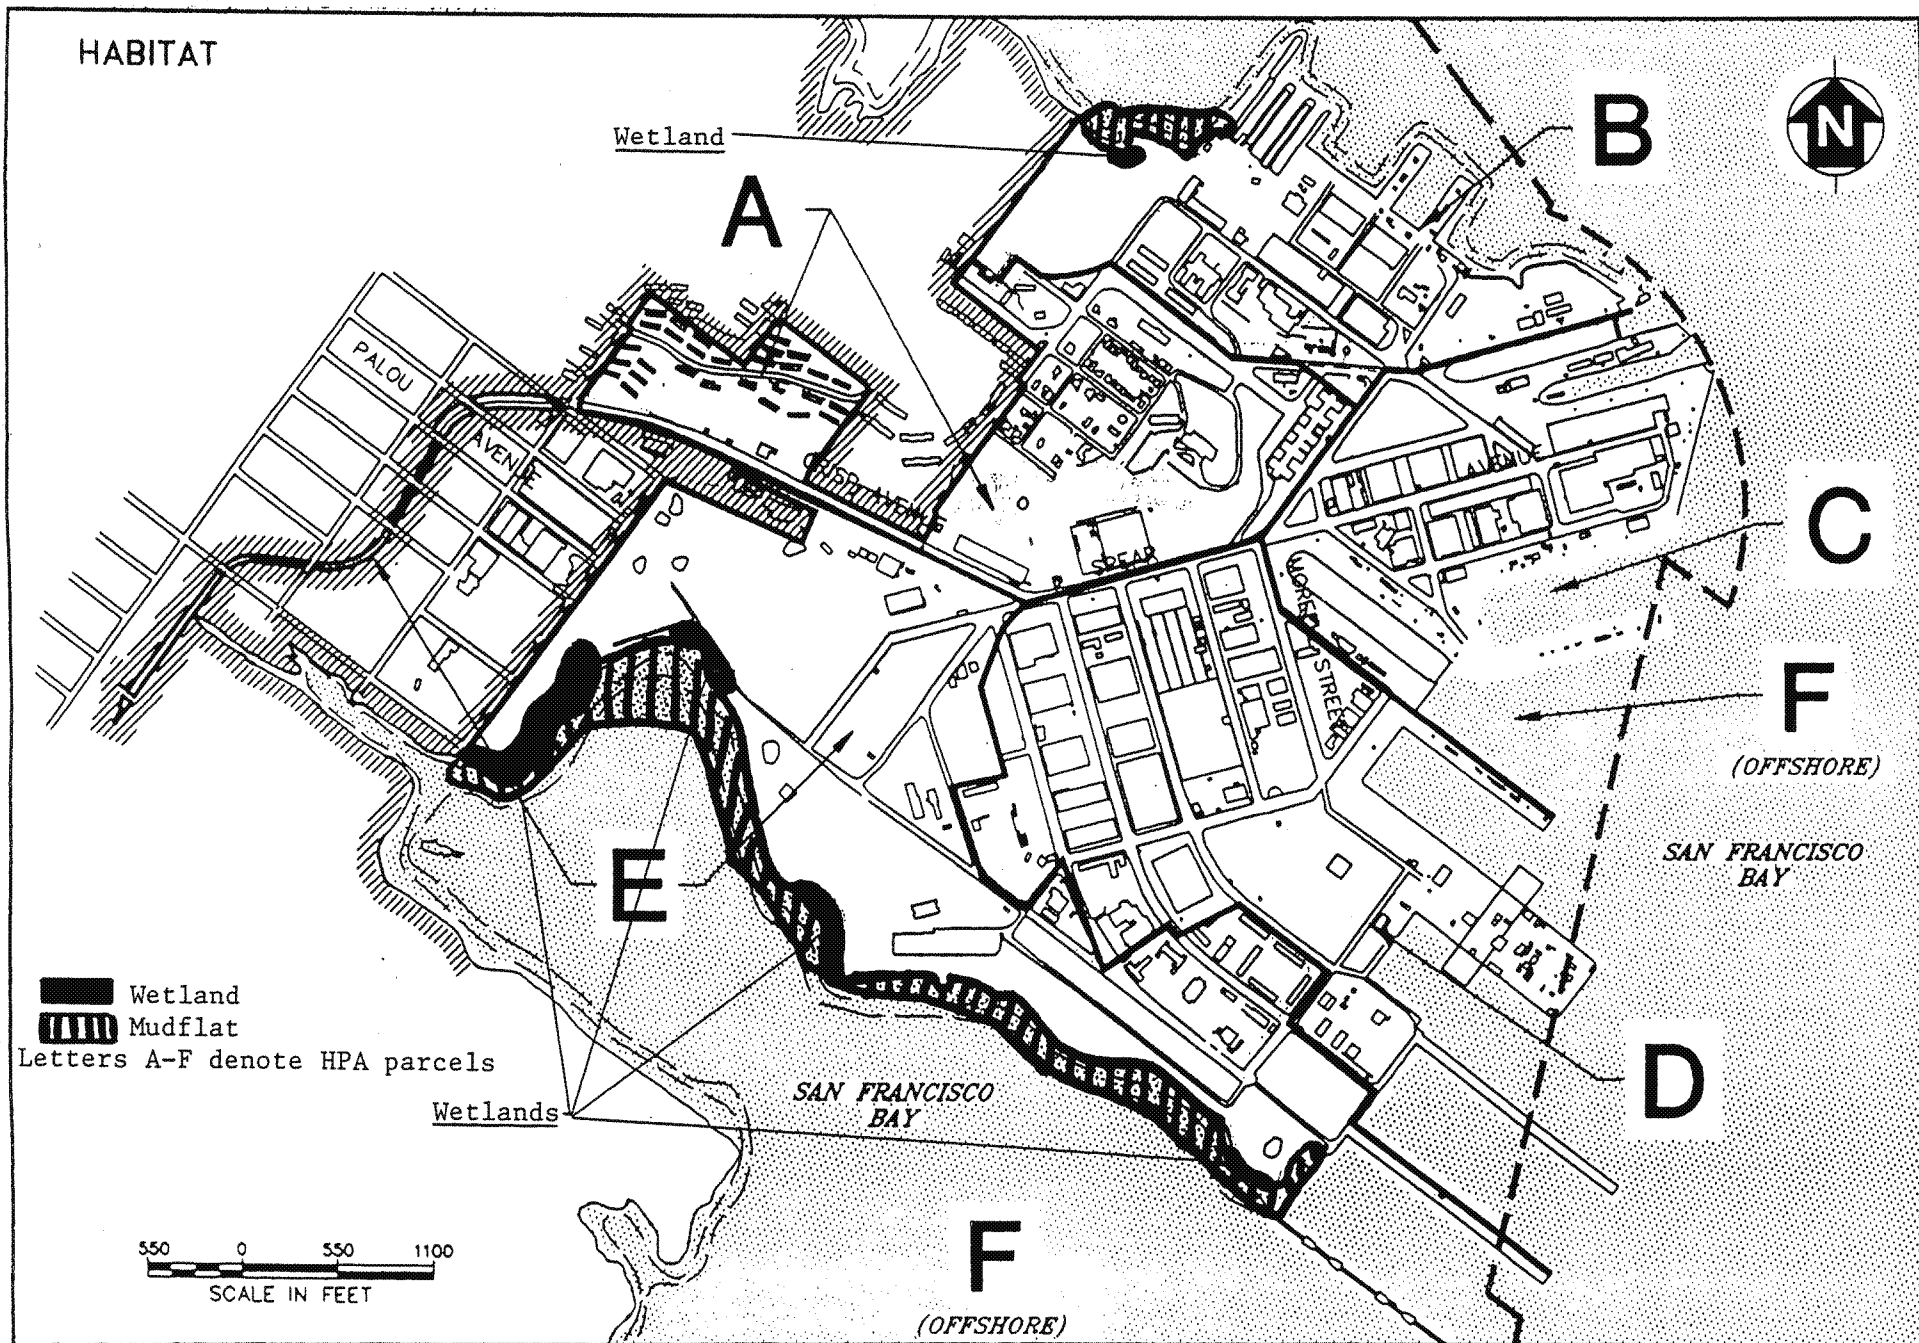 HABITAT
N
Wetland
A
B
PALOU
AVENUE
CRISP AVENUE
AVENUE
SPEAR
C
STREET
F
(OFFSHORE)
SAN FRANCISCO
BAY
E
Wetland
Mudflat
Letters A-F denote HPA parcels
Wetlands
SAN FRANCISCO
BAY
D
F
(OFFSHORE)
550 0 550 1100
SCALE IN FEET